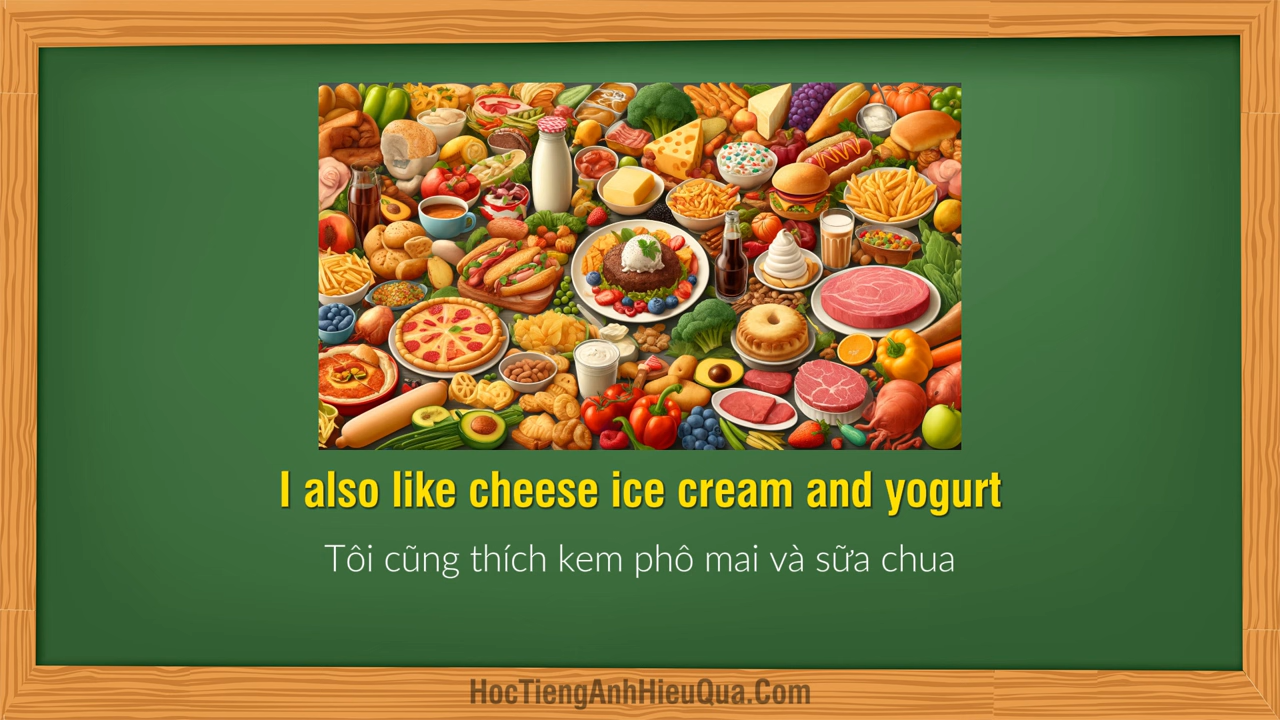 I also like cheese ice cream and yogurt
Tôi cũng thích kem phô mai và sữa chua
HocTiengAnhHieuQua.Com